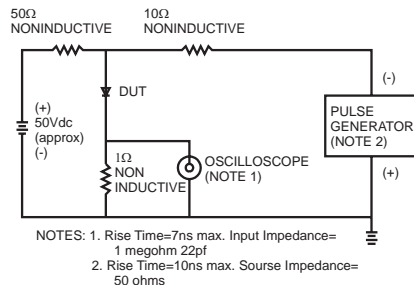 50Ω
NONINDUCTIVE
10Ω
NONINDUCTIVE
DUT
(+)
50Vdc
(approx)
(-)
1Ω
NON
INDUCTIVE
OSCILLOSCOPE
(NOTE 1)
(-)
PULSE
GENERATOR
(NOTE 2)
(+)
NOTES: 1. Rise Time=7ns max. Input Impedance=
1 megohm 22pf
2. Rise Time=10ns max. Sourse Impedance=
50 ohms